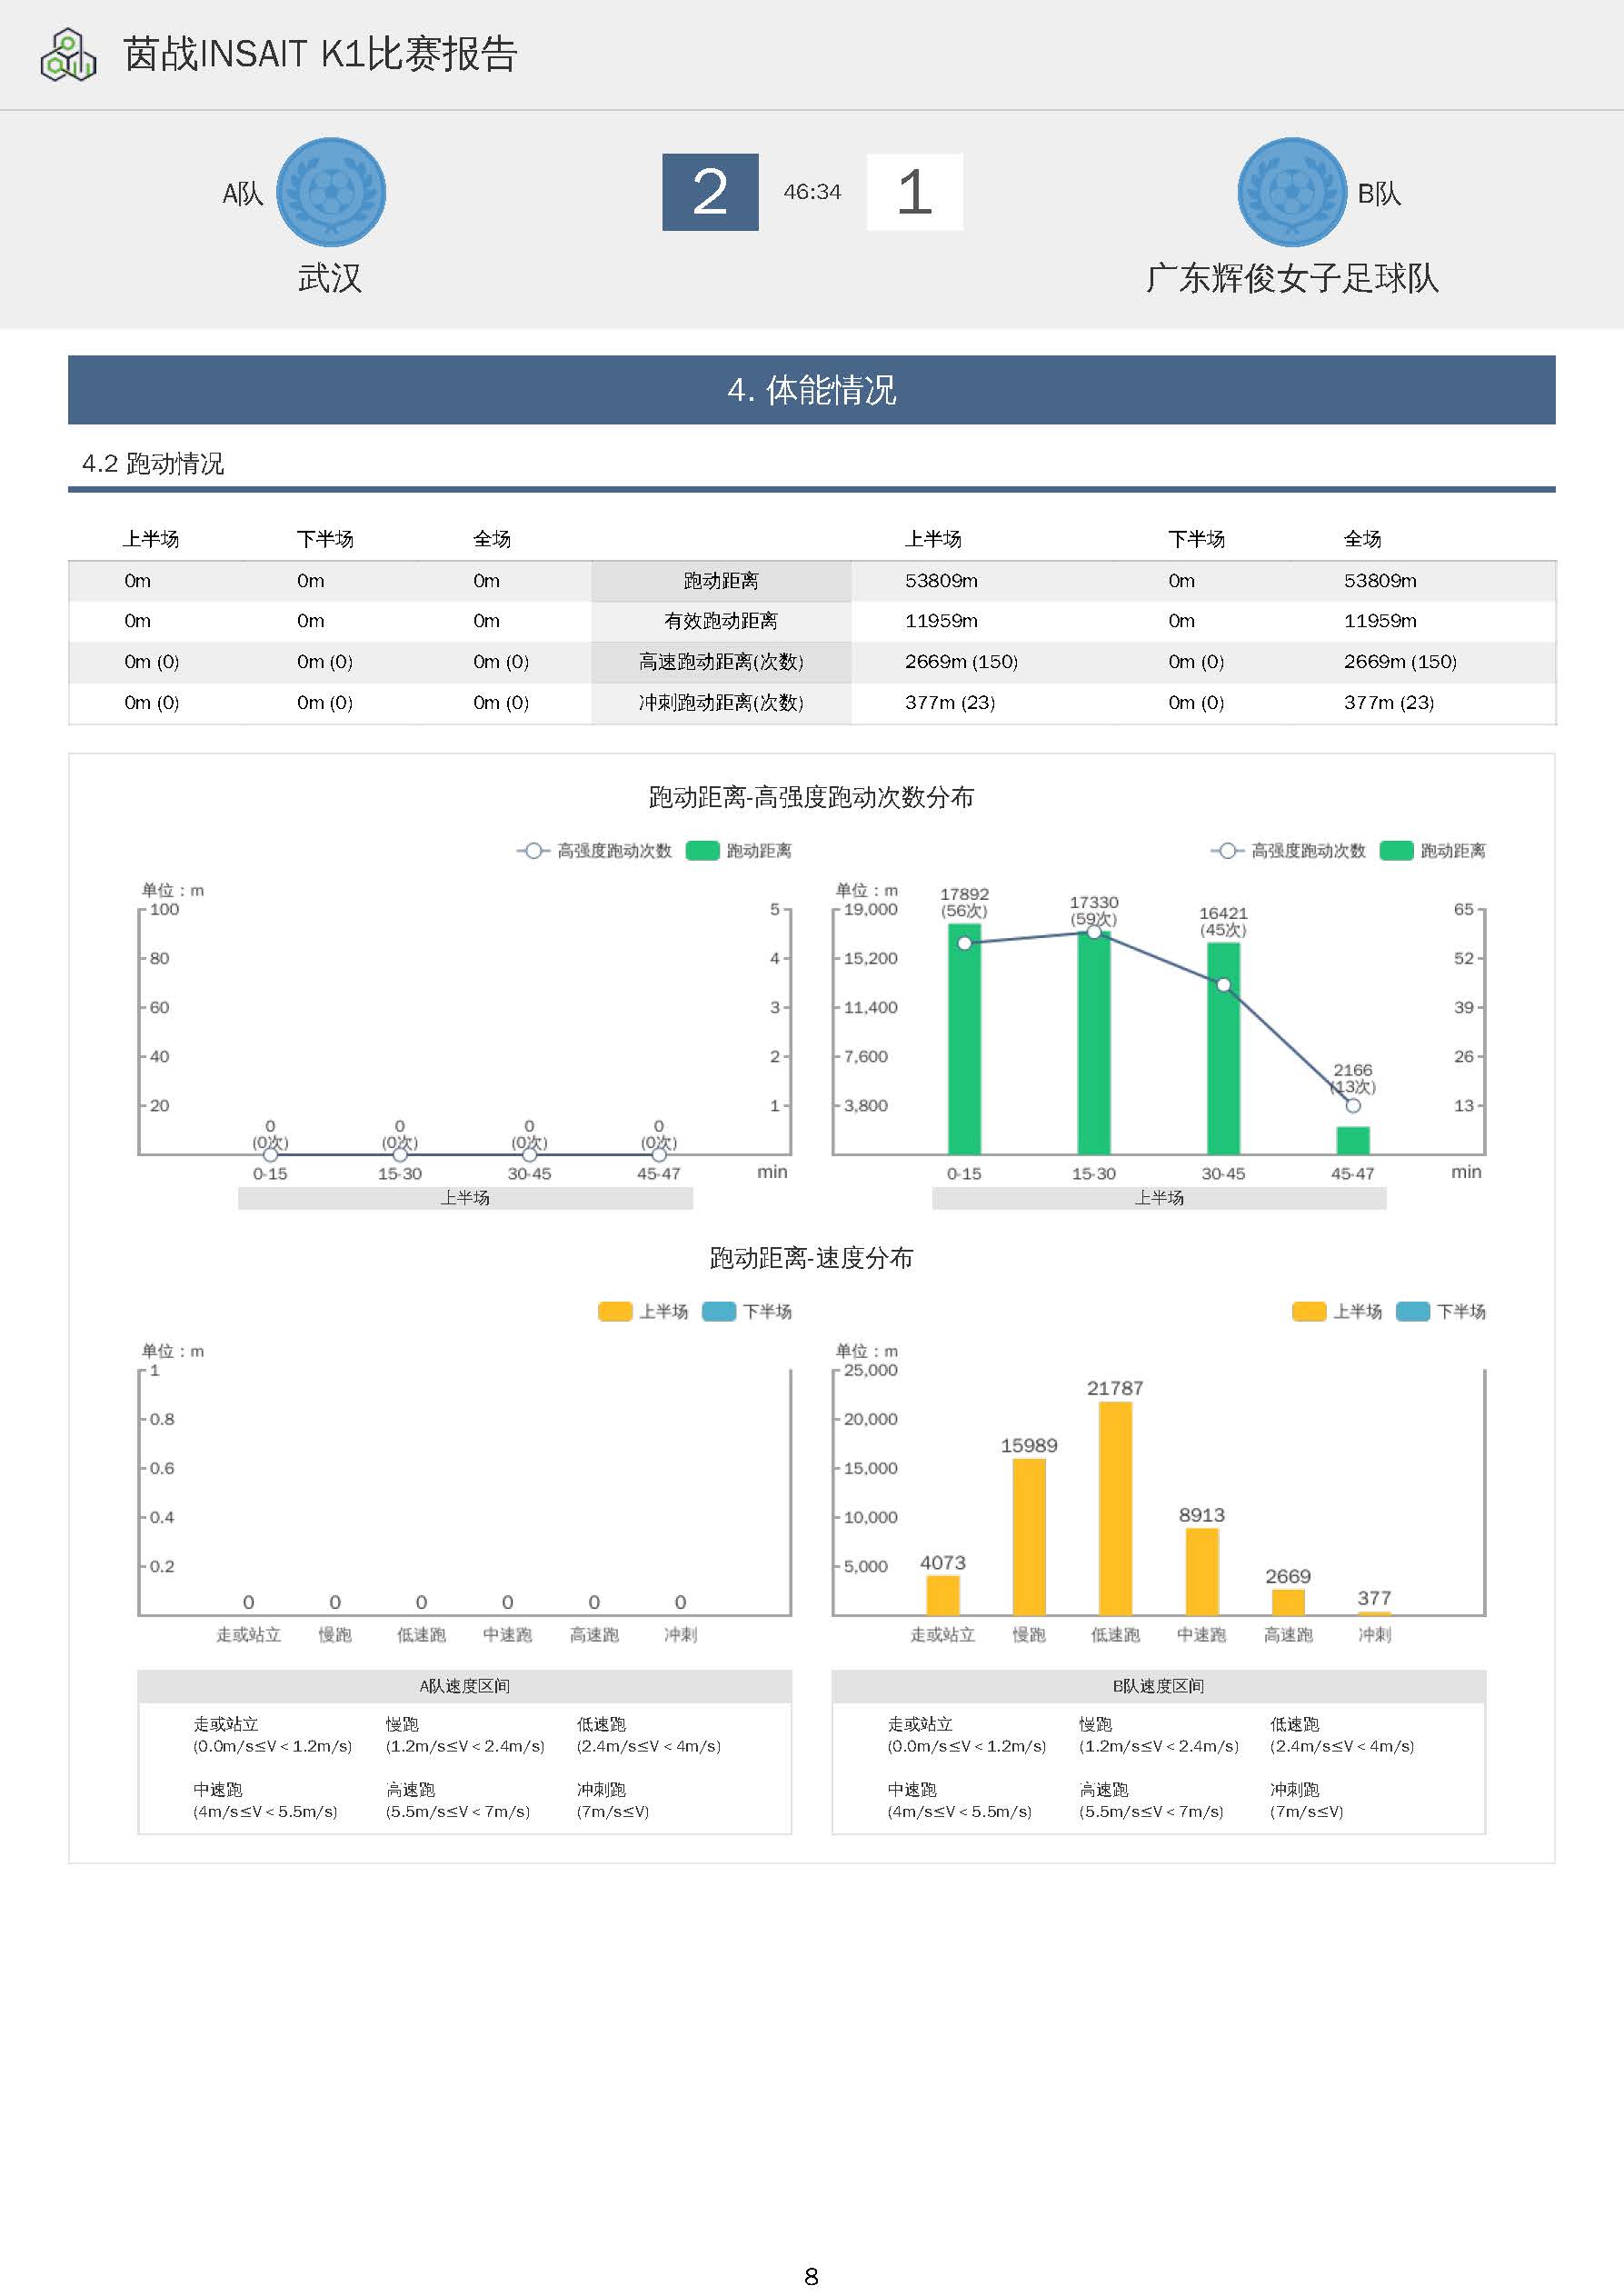 茵战INSAIT K1比赛报告
A队
2
46:34
1
B队
武汉
广东辉俊女子足球队
4. 体能情况
4.2 跑动情况
上半场 下半场 全场 上半场 下半场 全场
0m 0m 0m 跑动距离 53809m 0m 53809m
0m 0m 0m 有效跑动距离 11959m 0m 11959m
0m (0) 0m (0) 0m (0) 高速跑动距离(次数) 2669m (150) 0m (0) 2669m (150)
0m (0) 0m (0) 0m (0) 冲刺跑动距离(次数) 377m (23) 0m (0) 377m (23)
跑动距离-高强度跑动次数分布
高强度跑动次数 跑动距离
单位：m
100 5
80 4
60 3
40 2
20 1
0 0 0 0
(0次) (0次) (0次) (0次)
0-15 15-30 30-45 45-47 min
上半场
高强度跑动次数 跑动距离
单位：m
19,000 65
15,200 52
11,400 39
7,600 26
3,800 13
17892
(56次)
17330
(59次)
16421
(45次)
2166
(13次)
0-15 15-30 30-45 45-47 min
上半场
跑动距离-速度分布
上半场 下半场
单位：m
1
0.8
0.6
0.4
0.2
0 0 0 0 0 0
走或站立 慢跑 低速跑 中速跑 高速跑 冲刺
上半场 下半场
单位：m
25,000
20,000
15,000
10,000
5,000
4073 15989 21787 8913 2669 377
走或站立 慢跑 低速跑 中速跑 高速跑 冲刺
A队速度区间
走或站立 慢跑 低速跑
(0.0m/s≤V＜1.2m/s) (1.2m/s≤V＜2.4m/s) (2.4m/s≤V＜4m/s)
中速跑 高速跑 冲刺跑
(4m/s≤V＜5.5m/s) (5.5m/s≤V＜7m/s) (7m/s≤V)
B队速度区间
走或站立 慢跑 低速跑
(0.0m/s≤V＜1.2m/s) (1.2m/s≤V＜2.4m/s) (2.4m/s≤V＜4m/s)
中速跑 高速跑 冲刺跑
(4m/s≤V＜5.5m/s) (5.5m/s≤V＜7m/s) (7m/s≤V)
8